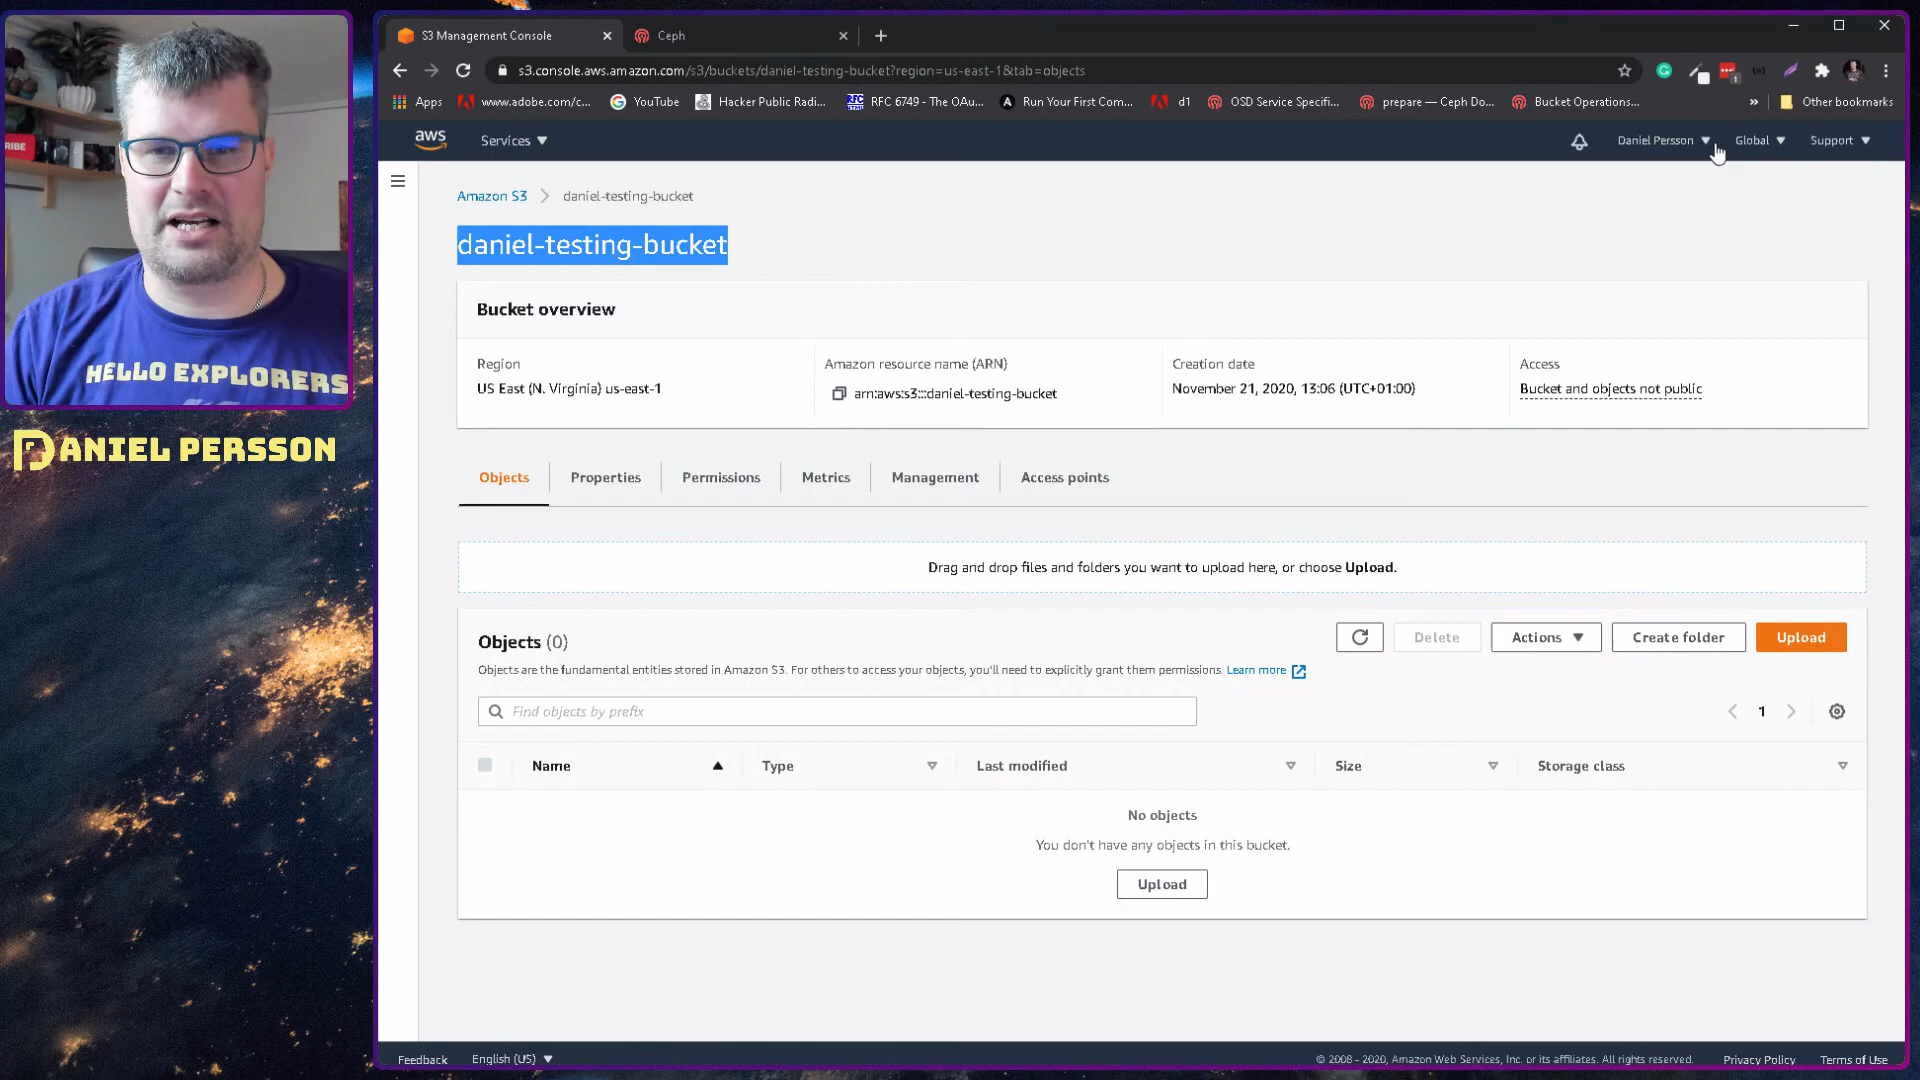 S3 Management Console
Ceph
s3.console.aws.amazon.com/s3/buckets/daniel-testing-bucket?region=us-east-1&tab=objects
Apps
www.adobe.com/c...
YouTube
Hacker Public Radi...
RFC 6749 - The OAu...
Run Your First Com...
d1
OSD Service Specifi...
prepare — Ceph Do...
Bucket Operations...
»
Other bookmarks
aws
Services
Daniel Persson
Global
Support
Amazon S3
daniel-testing-bucket
daniel-testing-bucket
Bucket overview
Region
US East (N. Virginia) us-east-1
Amazon resource name (ARN)
arn:aws:s3:::daniel-testing-bucket
Creation date
November 21, 2020, 13:06 (UTC+01:00)
Access
Bucket and objects not public
Objects
Properties
Permissions
Metrics
Management
Access points
Drag and drop files and folders you want to upload here, or choose Upload.
Objects (0)
Delete
Actions
Create folder
Upload
Objects are the fundamental entities stored in Amazon S3. For others to access your objects, you'll need to explicitly grant them permissions. Learn more
Find objects by prefix
1
Name
Type
Last modified
Size
Storage class
No objects
You don't have any objects in this bucket.
Upload
Feedback
English (US)
© 2008 - 2020, Amazon Web Services, Inc. or its affiliates. All rights reserved.
Privacy Policy
Terms of Use
RIBE
HELLO EXPLORERS
DANIEL PERSSON